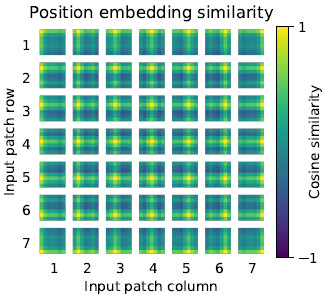 Position embedding similarity
1
2
3
4
5
6
7
Input patch row
1 2 3 4 5 6 7
Input patch column
1
−1
Cosine similarity